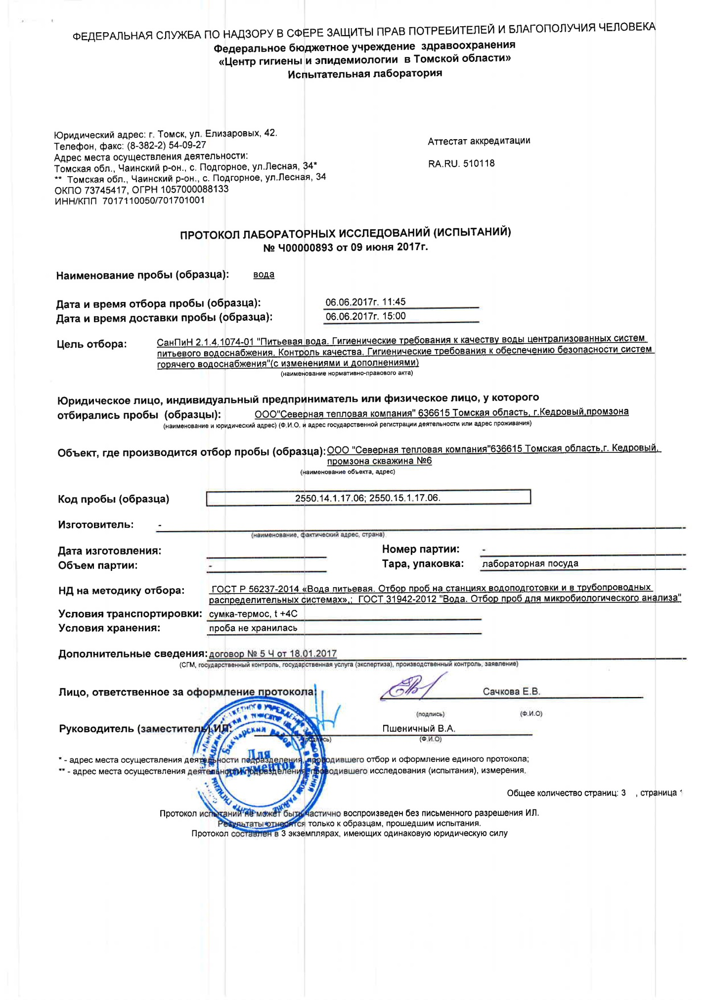 ФЕДЕРАЛЬНАЯ СЛУЖБА ПО НАДЗОРУ В СФЕРЕ ЗАЩИТЫ ПРАВ ПОТРЕБИТЕЛЕЙ И БЛАГОПОЛУЧИЯ ЧЕЛОВЕКА
Федеральное бюджетное учреждение здравоохранения
«Центр гигиены и эпидемиологии в Томской области»
Испытательная лаборатория
Юридический адрес: г. Томск, ул. Елизаровых, 42.
Телефон, факс: (8-382-2) 54-09-27
Адрес места осуществления деятельности:
Томская обл., Чаинский р-он., с. Подгорное, ул.Лесная, 34*
** Томская обл., Чаинский р-он., с. Подгорное, ул.Лесная, 34
ОКПО 73745417, ОГРН 1057000088133
ИНН/КПП 7017110050/701701001
Аттестат аккредитации
RA.RU. 510118
ПРОТОКОЛ ЛАБОРАТОРНЫХ ИССЛЕДОВАНИЙ (ИСПЫТАНИЙ)
№ Ч00000893 от 09 июня 2017г.
Наименование пробы (образца): вода
Дата и время отбора пробы (образца): 06.06.2017г. 11:45
Дата и время доставки пробы (образца): 06.06.2017г. 15:00
Цель отбора: СанПиН 2.1.4.1074-01 "Питьевая вода. Гигиенические требования к качеству воды централизованных систем
питьевого водоснабжения. Контроль качества. Гигиенические требования к обеспечению безопасности систем
горячего водоснабжения"(с изменениями и дополнениями)
(наименование нормативно-правового акта)
Юридическое лицо, индивидуальный предприниматель или физическое лицо, у которого
отбирались пробы (образцы): ООО"Северная тепловая компания" 636615 Томская область, г.Кедровый,промзона
(наименование и юридический адрес) (Ф.И.О. и адрес государственной регистрации деятельности или адрес проживания)
Объект, где производится отбор пробы (образца): ООО "Северная тепловая компания"636615 Томская область,г. Кедровый,
промзона скважина №6
(наименование объекта, адрес)
Код пробы (образца) 2550.14.1.17.06; 2550.15.1.17.06.
Изготовитель: -
(наименование, фактический адрес, страна)
Дата изготовления: Номер партии: -
Объем партии: - Тара, упаковка: лабораторная посуда
НД на методику отбора: ГОСТ Р 56237-2014 «Вода питьевая. Отбор проб на станциях водоподготовки и в трубопроводных
распределительных системах»,; ГОСТ 31942-2012 "Вода. Отбор проб для микробиологического анализа"
Условия транспортировки: сумка-термос, t +4С
Условия хранения: проба не хранилась
Дополнительные сведения: договор № 5 Ч от 18.01.2017
(СГМ, государственный контроль, государственная услуга (экспертиза), производственный контроль, заявление)
Лицо, ответственное за оформление протокола: Сачкова Е.В.
(подпись) (Ф.И.О)
Руководитель (заместитель) ИЛ: Пшеничный В.А.
(подпись) (Ф.И.О)
Бакчарский район
Для
документов
* - адрес места осуществления деятельности подразделения, проводившего отбор и оформление единого протокола;
** - адрес места осуществления деятельности подразделения, проводившего исследования (испытания), измерения.
Общее количество страниц: 3 , страница 1
Протокол испытаний не может быть частично воспроизведен без письменного разрешения ИЛ.
Результаты относятся только к образцам, прошедшим испытания.
Протокол составлен в 3 экземплярах, имеющих одинаковую юридическую силу